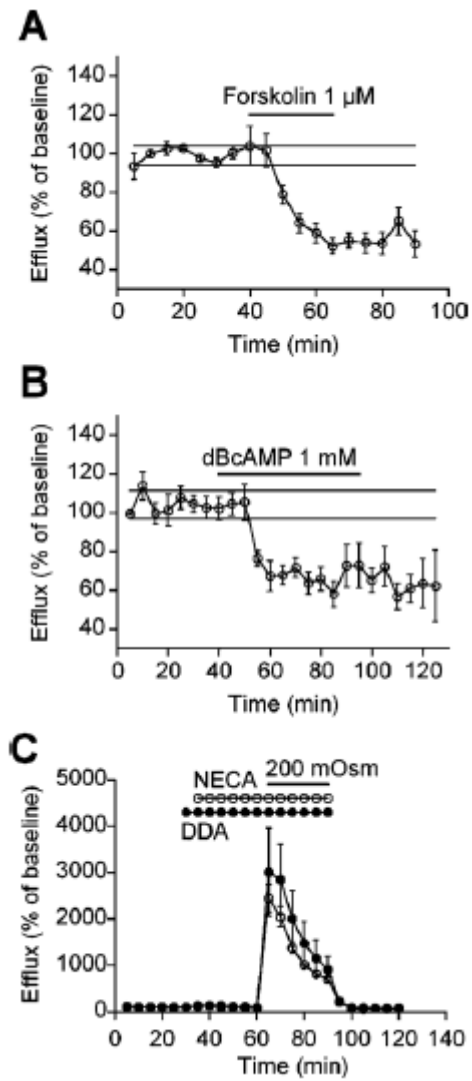 A
Forskolin 1 µM
Efflux (% of baseline)
140
120
100
80
60
40
0 20 40 60 80 100
Time (min)
B
dBcAMP 1 mM
Efflux (% of baseline)
140
120
100
80
60
40
0 20 40 60 80 100 120
Time (min)
C
200 mOsm
NECA
DDA
Efflux (% of baseline)
5000
4000
3000
2000
1000
0
0 20 40 60 80 100 120 140
Time (min)